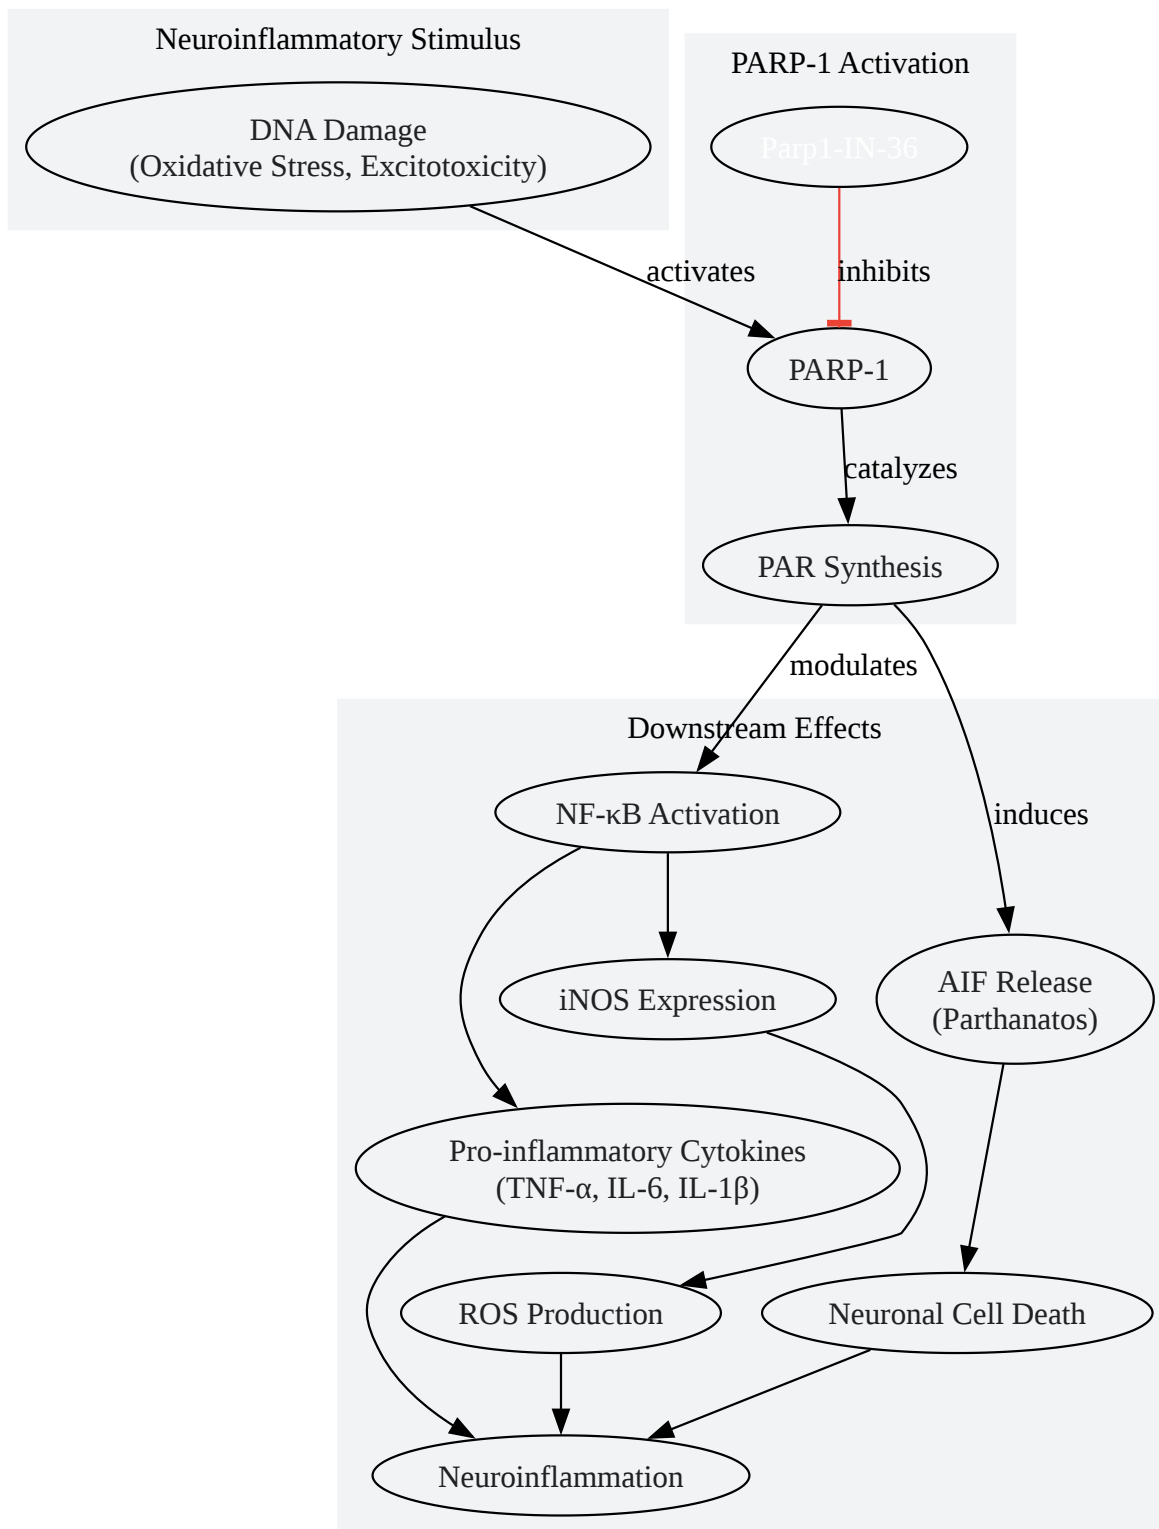 Neuroinflammatory Stimulus
PARP-1 Activation
DNA Damage
(Oxidative Stress, Excitotoxicity)
Parp1-IN-36
activates
inhibits
PARP-1
catalyzes
PAR Synthesis
modulates
Downstream Effects
NF-κB Activation
induces
iNOS Expression
AIF Release
(Parthanatos)
Pro-inflammatory Cytokines
(TNF-α, IL-6, IL-1β)
ROS Production
Neuronal Cell Death
Neuroinflammation